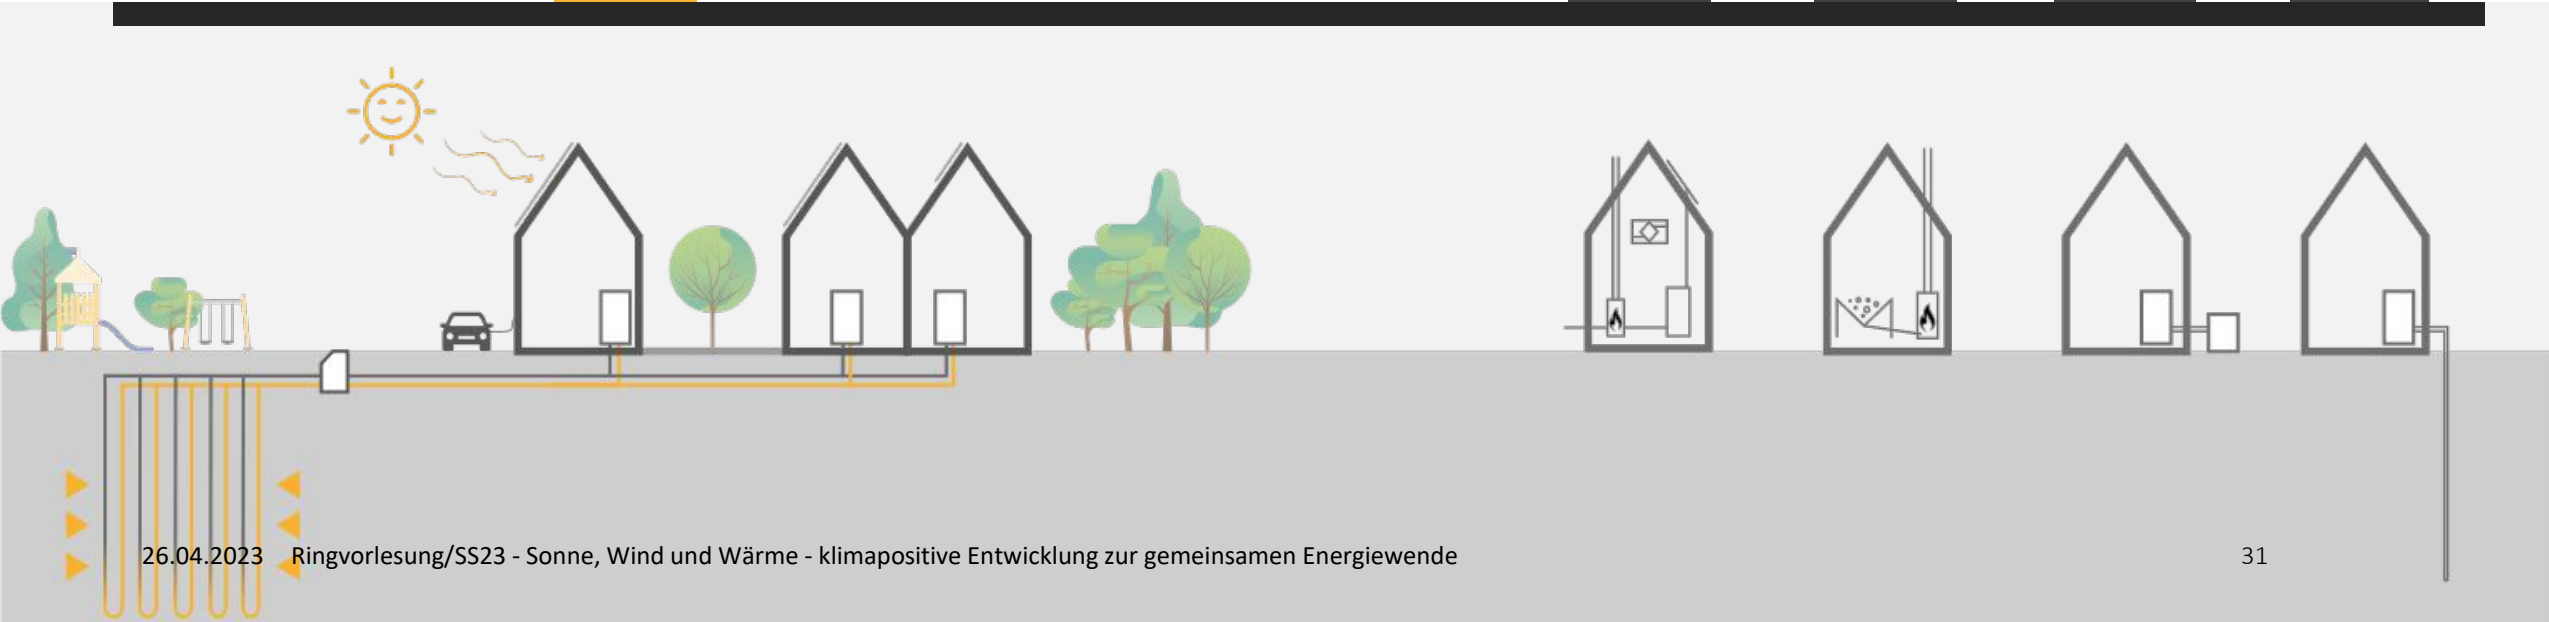 26.04.2023 Ringvorlesung/SS23 - Sonne, Wind und Wärme - klimapositive Entwicklung zur gemeinsamen Energiewende 31